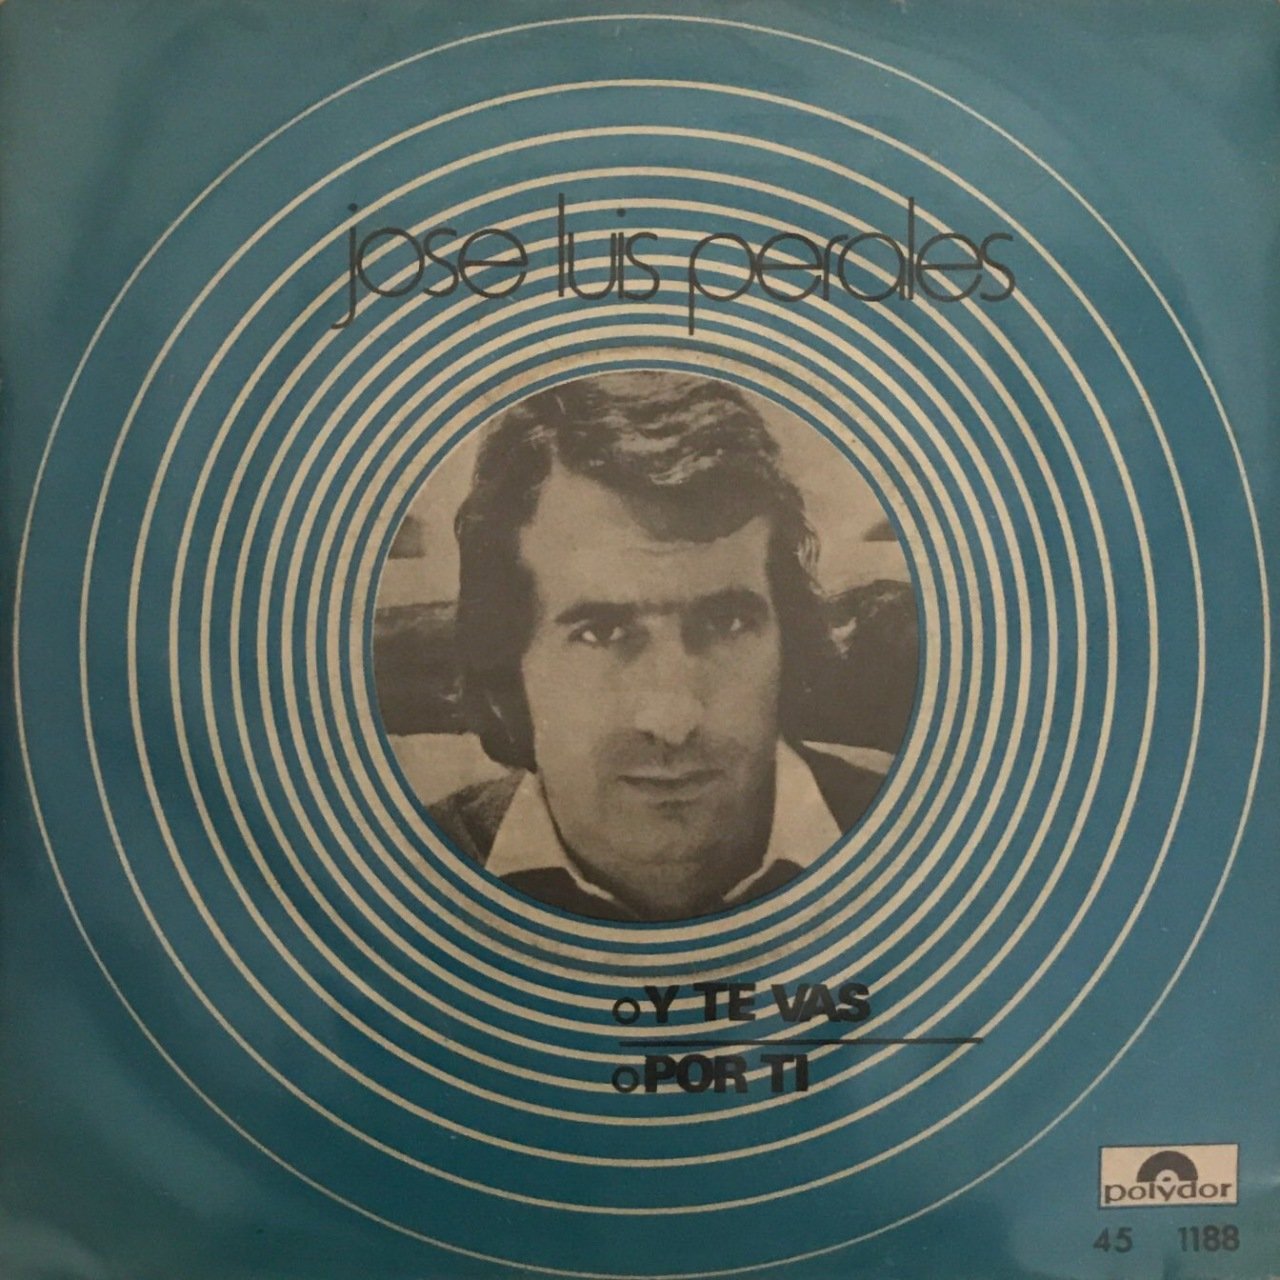 jose luis perales
Y TE VAS
POR TI
polydor
45 1188